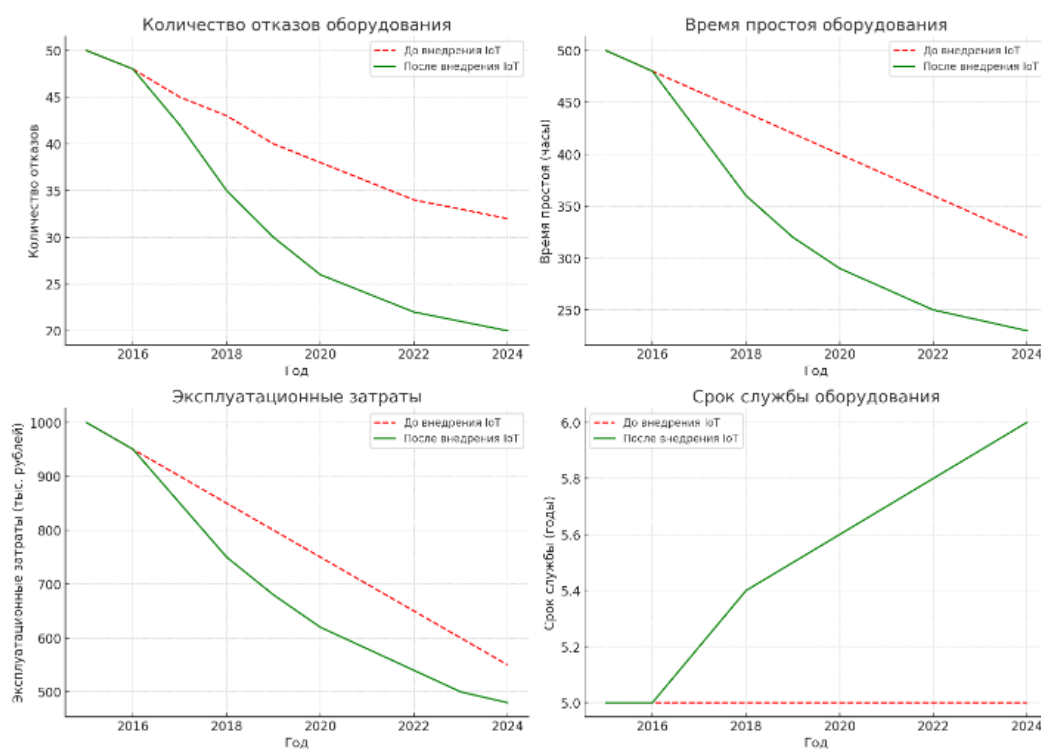 Количество отказов оборудования
Количество отказов
50
45
40
35
30
25
20
До внедрения IoT
После внедрения IoT
2016 2018 2020 2022 2024
Год
Время простоя оборудования
Время простоя (часы)
500
450
400
350
300
250
До внедрения IoT
После внедрения IoT
2016 2018 2020 2022 2024
Год
Эксплуатационные затраты
Эксплуатационные затраты (тыс. рублей)
1000
900
800
700
600
500
До внедрения IoT
После внедрения IoT
2016 2018 2020 2022 2024
Год
Срок службы оборудования
Срок службы (годы)
6.0
5.8
5.6
5.4
5.2
5.0
До внедрения IoT
После внедрения IoT
2016 2018 2020 2022 2024
Год